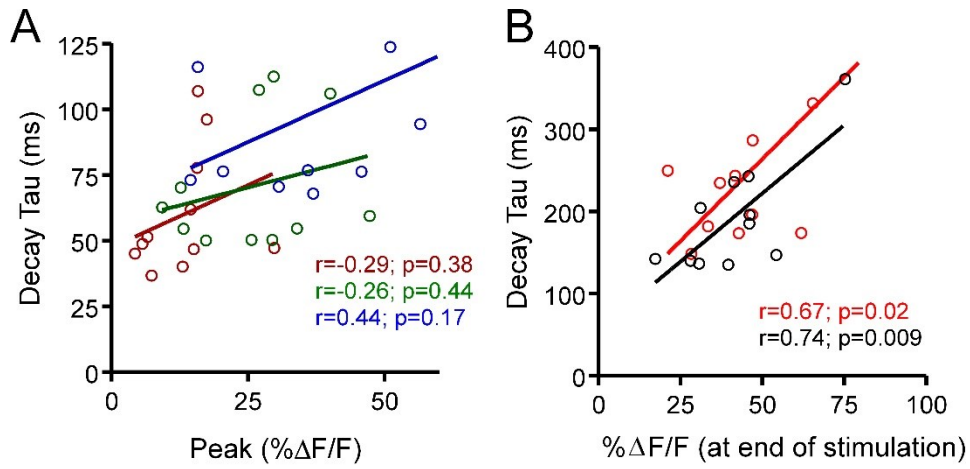 A
Decay Tau (ms)
125
100
75
50
25
0
0
25
50
Peak (%ΔF/F)
r=-0.29; p=0.38
r=-0.26; p=0.44
r=0.44; p=0.17
B
Decay Tau (ms)
400
300
200
100
0
0
25
50
75
100
%ΔF/F (at end of stimulation)
r=0.67; p=0.02
r=0.74; p=0.009